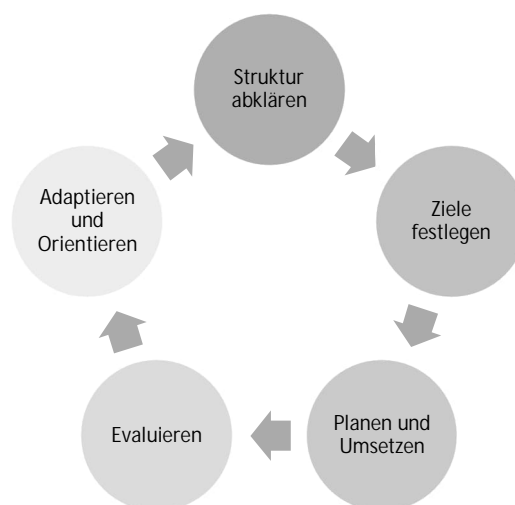 Struktur
abklären
Ziele
festlegen
Planen und
Umsetzen
Evaluieren
Adaptieren
und
Orientieren